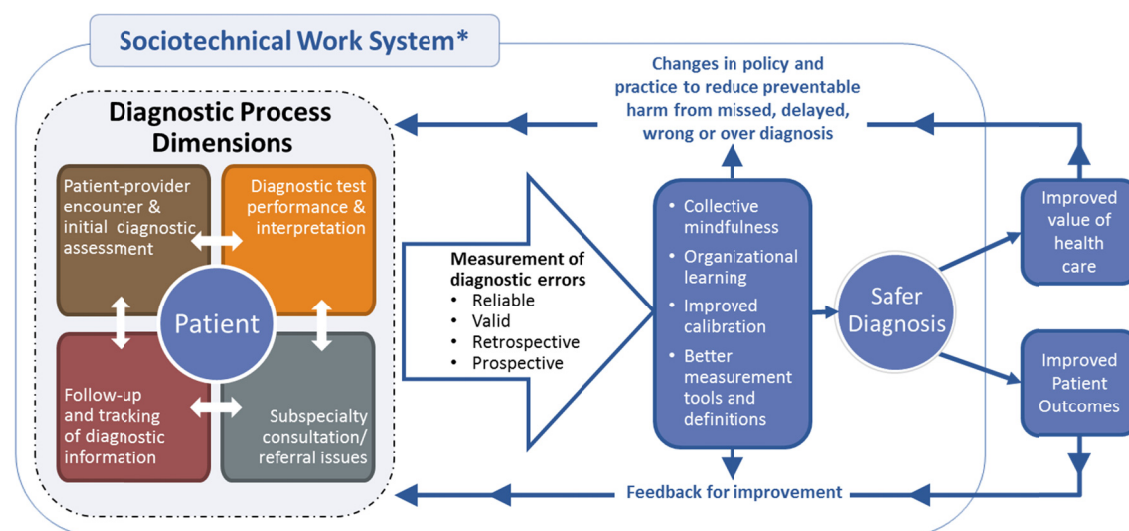 Sociotechnical Work System*
Diagnostic Process
Dimensions
Patient-provider
encounter &
initial diagnostic
assessment
Diagnostic test
performance &
interpretation
Patient
Follow-up
and tracking
of diagnostic
information
Subspecialty
consultation/
referral issues
Measurement of
diagnostic errors
• Reliable
• Valid
• Retrospective
• Prospective
Changes in policy and
practice to reduce preventable
harm from missed, delayed,
wrong or over diagnosis
• Collective
mindfulness
• Organizational
learning
• Improved
calibration
• Better
measurement
tools and
definitions
Feedback for improvement
Safer
Diagnosis
Improved
value of
health
care
Improved
Patient
Outcomes